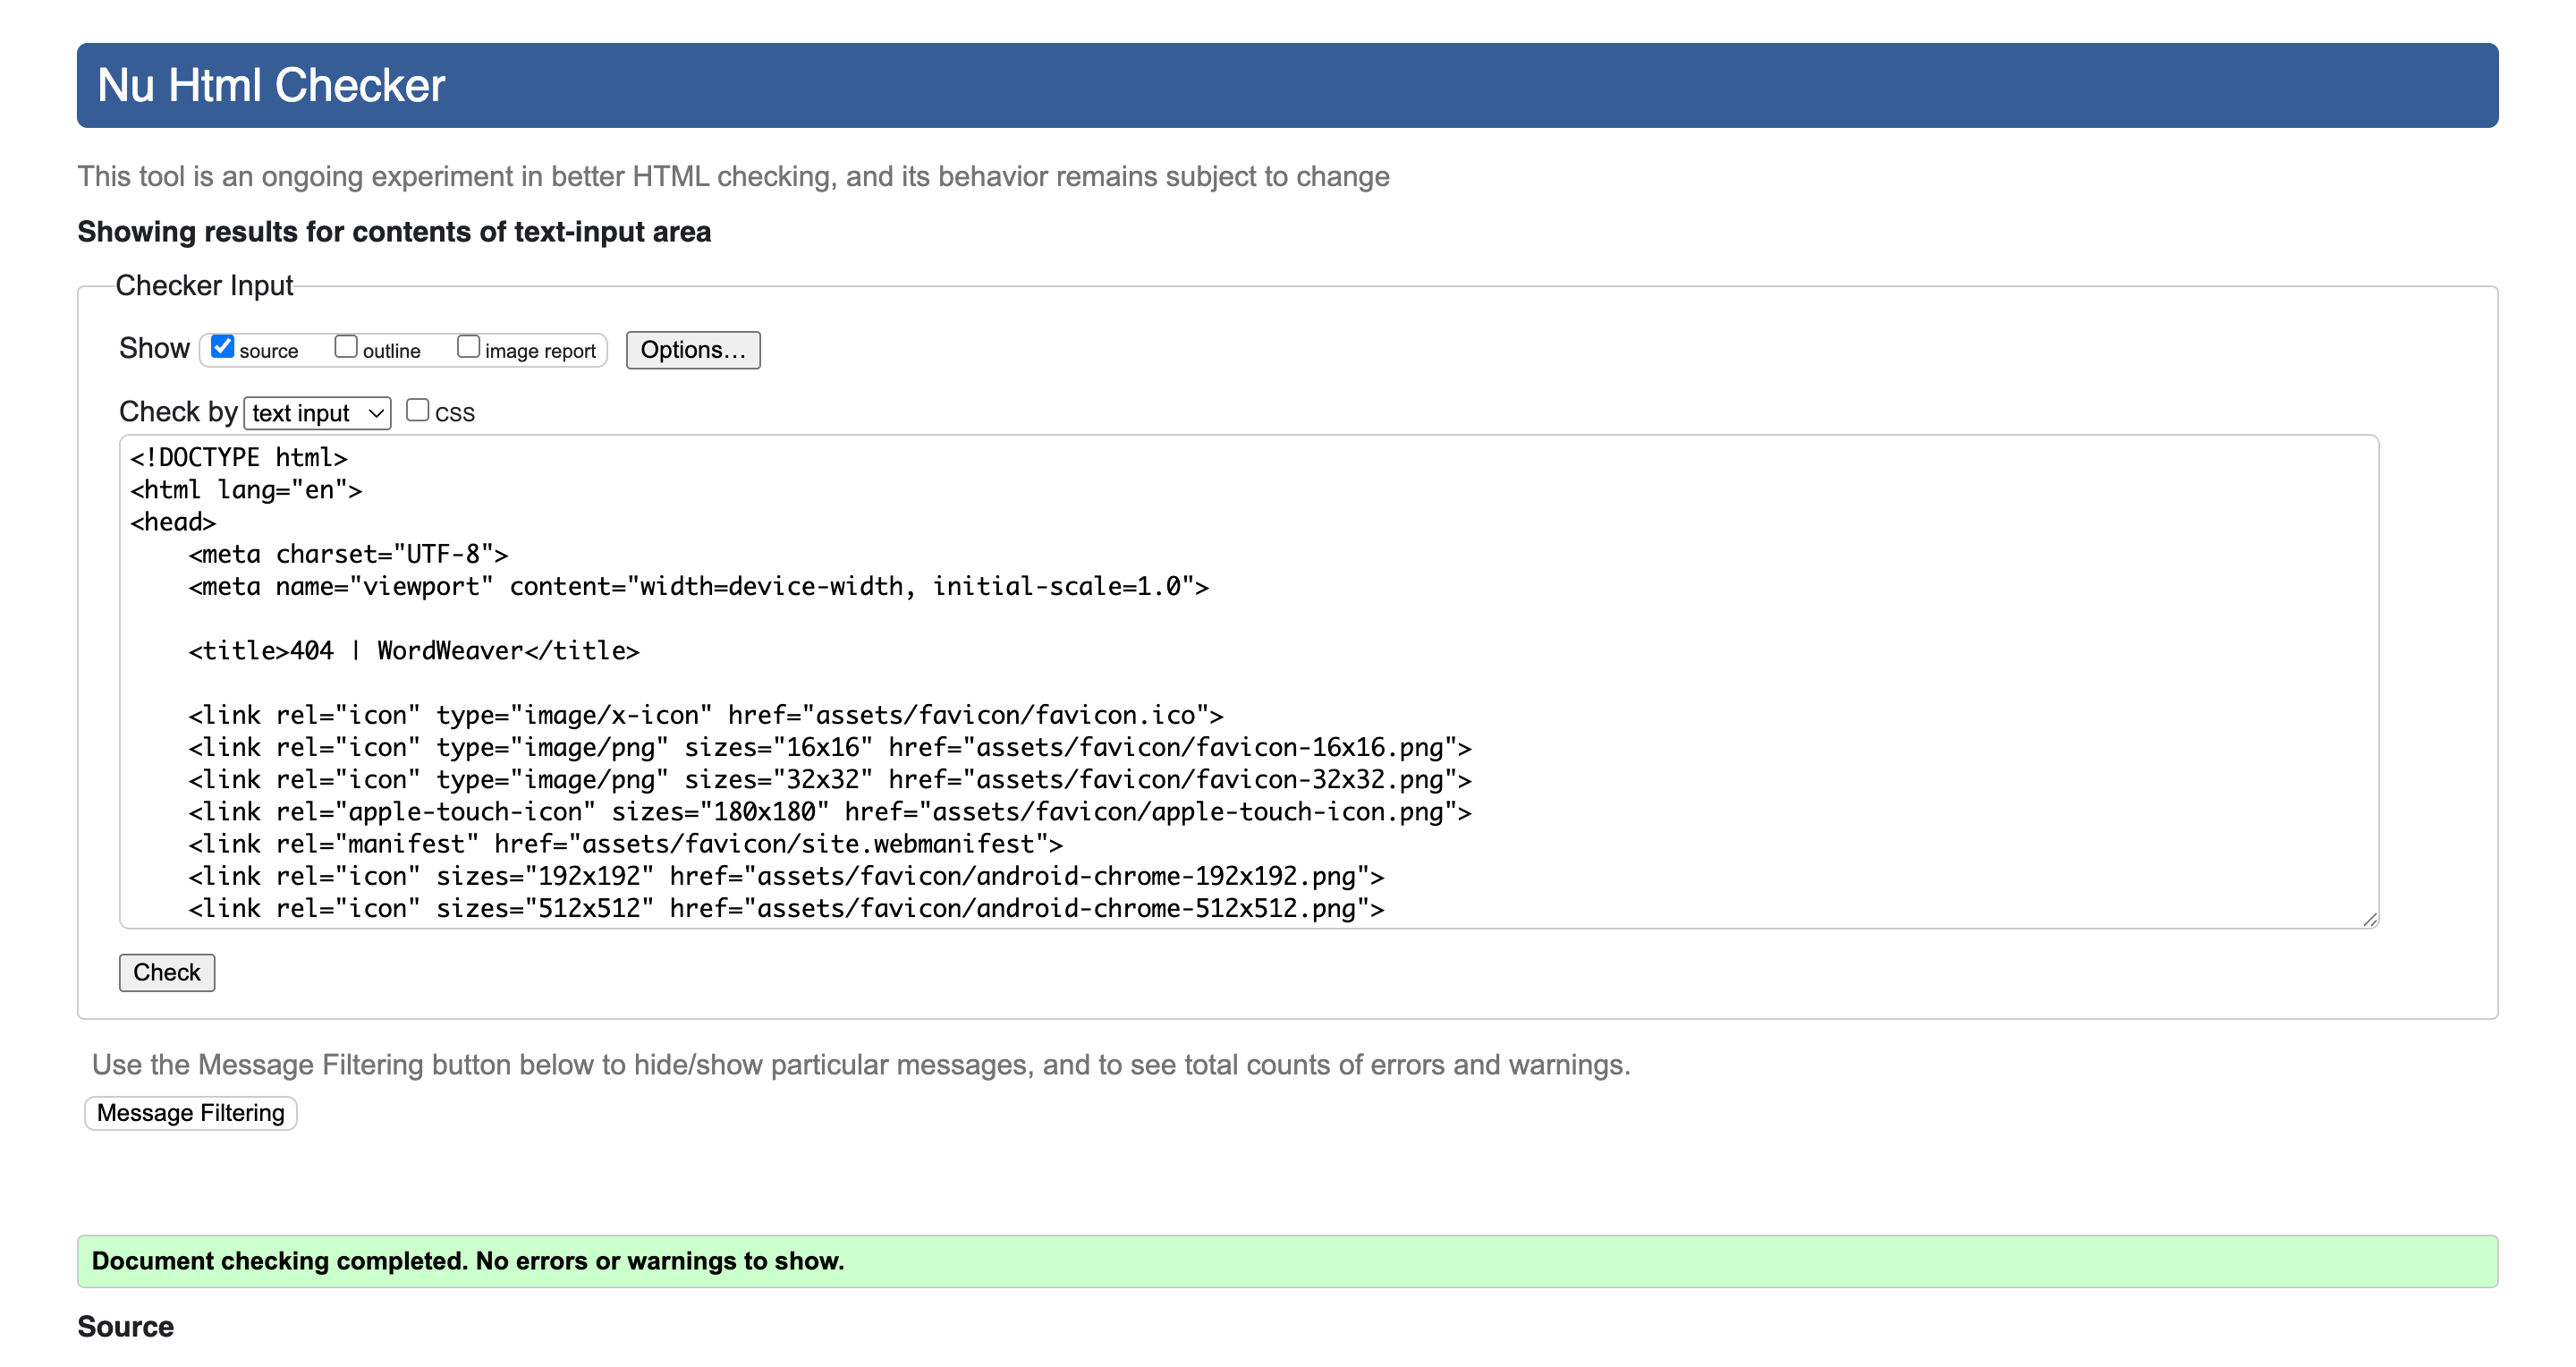 Nu Html Checker
This tool is an ongoing experiment in better HTML checking, and its behavior remains subject to change
Showing results for contents of text-input area
Checker Input
Show source outline image report Options…
Check by text input CSS
<!DOCTYPE html>
<html lang="en">
<head>
    <meta charset="UTF-8">
    <meta name="viewport" content="width=device-width, initial-scale=1.0">
    <title>404 | WordWeaver</title>
    <link rel="icon" type="image/x-icon" href="assets/favicon/favicon.ico">
    <link rel="icon" type="image/png" sizes="16x16" href="assets/favicon/favicon-16x16.png">
    <link rel="icon" type="image/png" sizes="32x32" href="assets/favicon/favicon-32x32.png">
    <link rel="apple-touch-icon" sizes="180x180" href="assets/favicon/apple-touch-icon.png">
    <link rel="manifest" href="assets/favicon/site.webmanifest">
    <link rel="icon" sizes="192x192" href="assets/favicon/android-chrome-192x192.png">
    <link rel="icon" sizes="512x512" href="assets/favicon/android-chrome-512x512.png">
Check
Use the Message Filtering button below to hide/show particular messages, and to see total counts of errors and warnings.
Message Filtering
Document checking completed. No errors or warnings to show.
Source